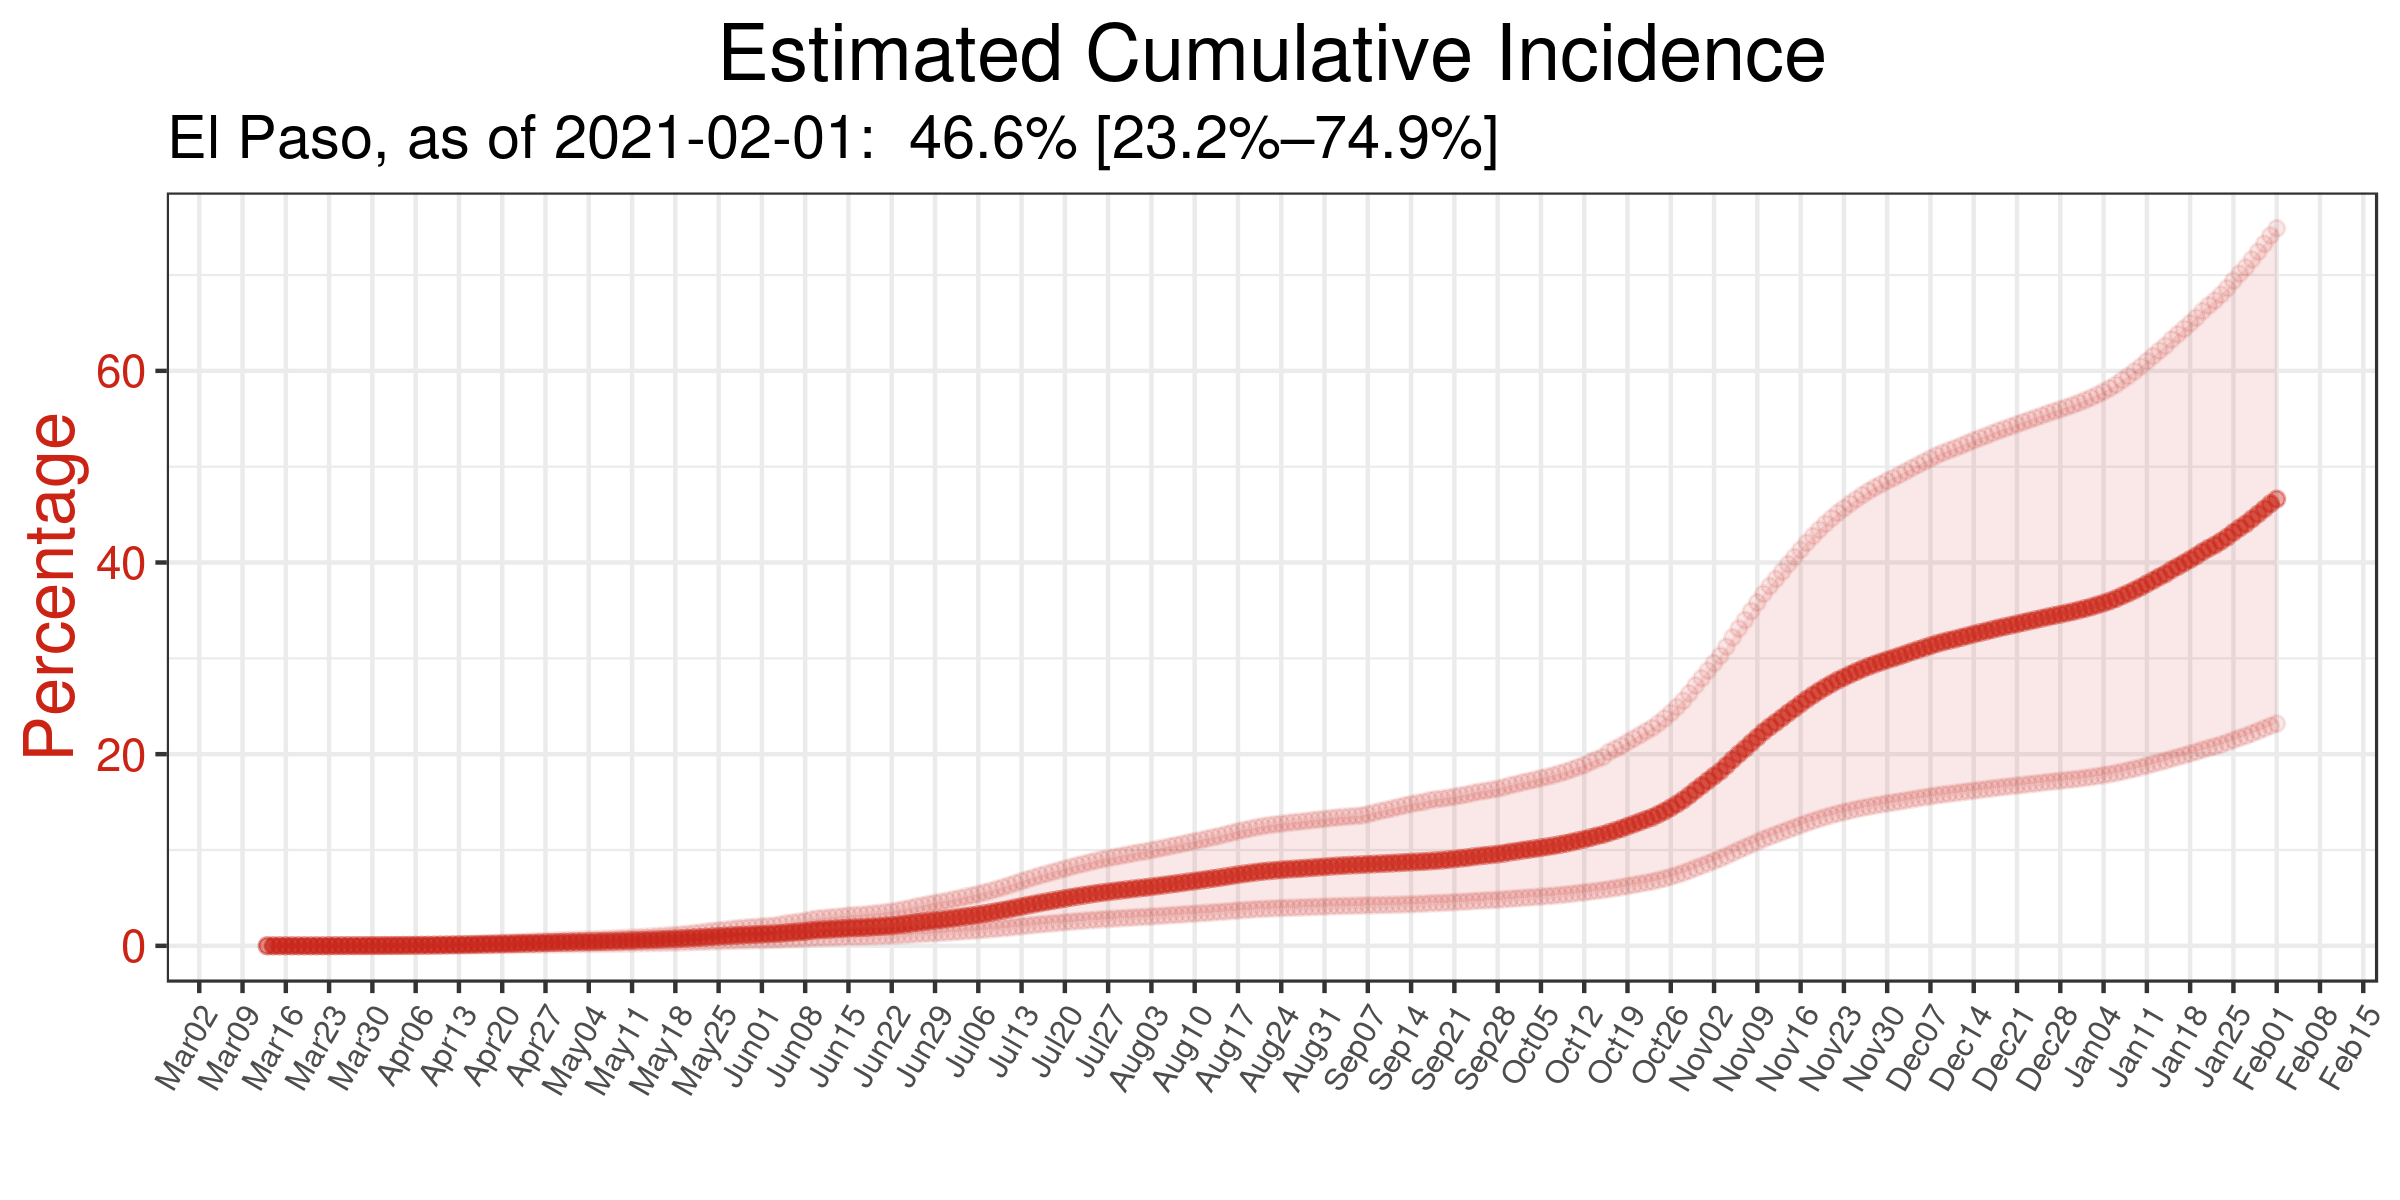 Estimated Cumulative Incidence
El Paso, as of 2021-02-01:  46.6% [23.2%–74.9%]
Percentage
60
40
20
0
Mar02 Mar09 Mar16 Mar23 Mar30 Apr06 Apr13 Apr20 Apr27 May04 May11 May18 May25 Jun01 Jun08 Jun15 Jun22 Jun29 Jul06 Jul13 Jul20 Jul27 Aug03 Aug10 Aug17 Aug24 Aug31 Sep07 Sep14 Sep21 Sep28 Oct05 Oct12 Oct19 Oct26 Nov02 Nov09 Nov16 Nov23 Nov30 Dec07 Dec14 Dec21 Dec28 Jan04 Jan11 Jan18 Jan25 Feb01 Feb08 Feb15